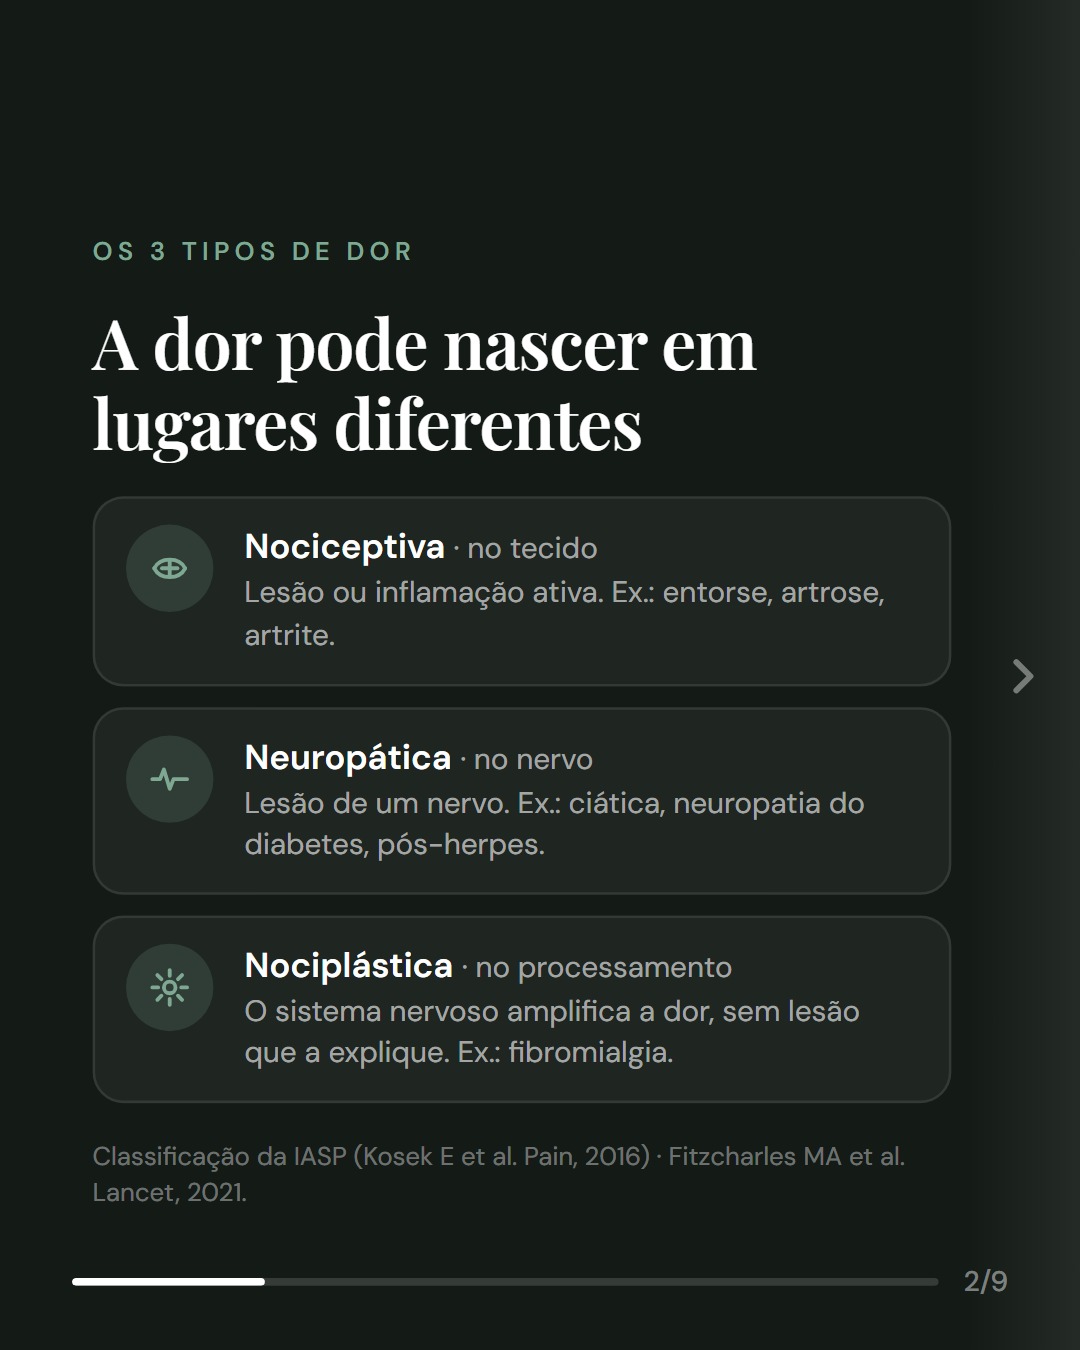 OS 3 TIPOS DE DOR
A dor pode nascer em
lugares diferentes
Nociceptiva · no tecido
Lesão ou inflamação ativa. Ex.: entorse, artrose,
artrite.
Neuropática · no nervo
Lesão de um nervo. Ex.: ciática, neuropatia do
diabetes, pós-herpes.
Nociplástica · no processamento
O sistema nervoso amplifica a dor, sem lesão
que a explique. Ex.: fibromialgia.
Classificação da IASP (Kosek E et al. Pain, 2016) · Fitzcharles MA et al.
Lancet, 2021.
2/9